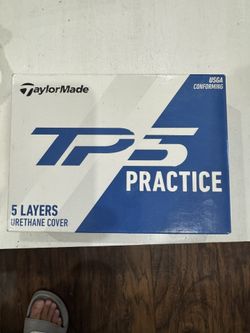 TaylorMade
USGA
CONFORMING
TP5
PRACTICE
5 LAYERS
URETHANE COVER